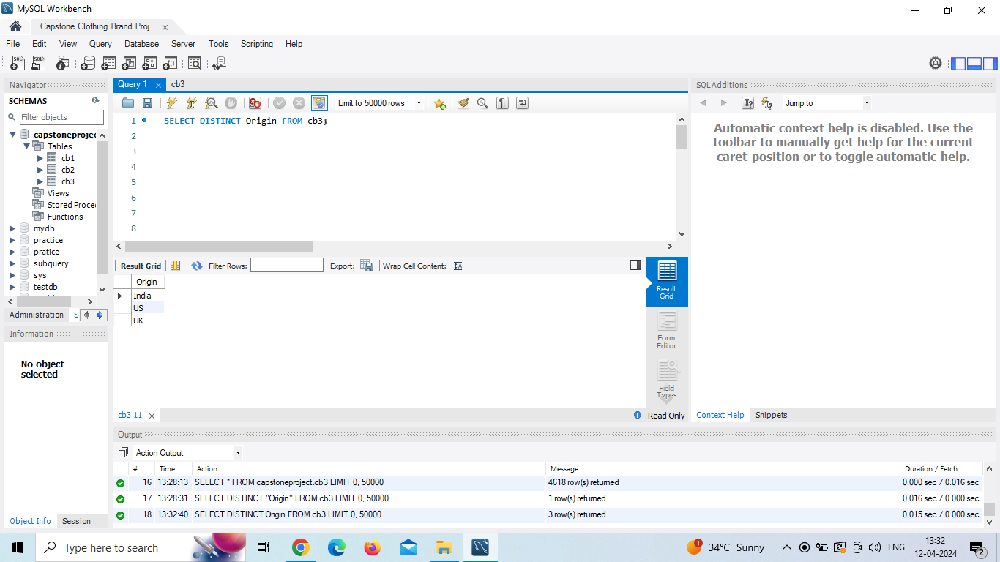 MySQL Workbench
Capstone Clothing Brand Proj...
File Edit View Query Database Server Tools Scripting Help
Navigator
SCHEMAS
Filter objects
capstoneprojec
Tables
cb1
cb2
cb3
Views
Stored Proce
Functions
mydb
practice
pratice
subquery
sys
testdb
Administration S
Information
No object
selected
Object Info Session
Query 1 cb3
Limit to 50000 rows
1 SELECT DISTINCT Origin FROM cb3;
2
3
4
5
6
7
8
Result Grid Filter Rows: Export: Wrap Cell Content:
Origin
India
US
UK
Result
Grid
Form
Editor
Field
Types
cb3 11 Read Only
SQLAdditions
Jump to
Automatic context help is disabled. Use the
toolbar to manually get help for the current
caret position or to toggle automatic help.
Context Help Snippets
Output
Action Output
# Time Action Message Duration / Fetch
16 13:28:13 SELECT * FROM capstoneproject.cb3 LIMIT 0, 50000 4618 row(s) returned 0.000 sec / 0.016 sec
17 13:28:31 SELECT DISTINCT "Origin" FROM cb3 LIMIT 0, 50000 1 row(s) returned 0.016 sec / 0.000 sec
18 13:32:40 SELECT DISTINCT Origin FROM cb3 LIMIT 0, 50000 3 row(s) returned 0.015 sec / 0.000 sec
Type here to search
1 34°C Sunny ENG 13:32
12-04-2024 2